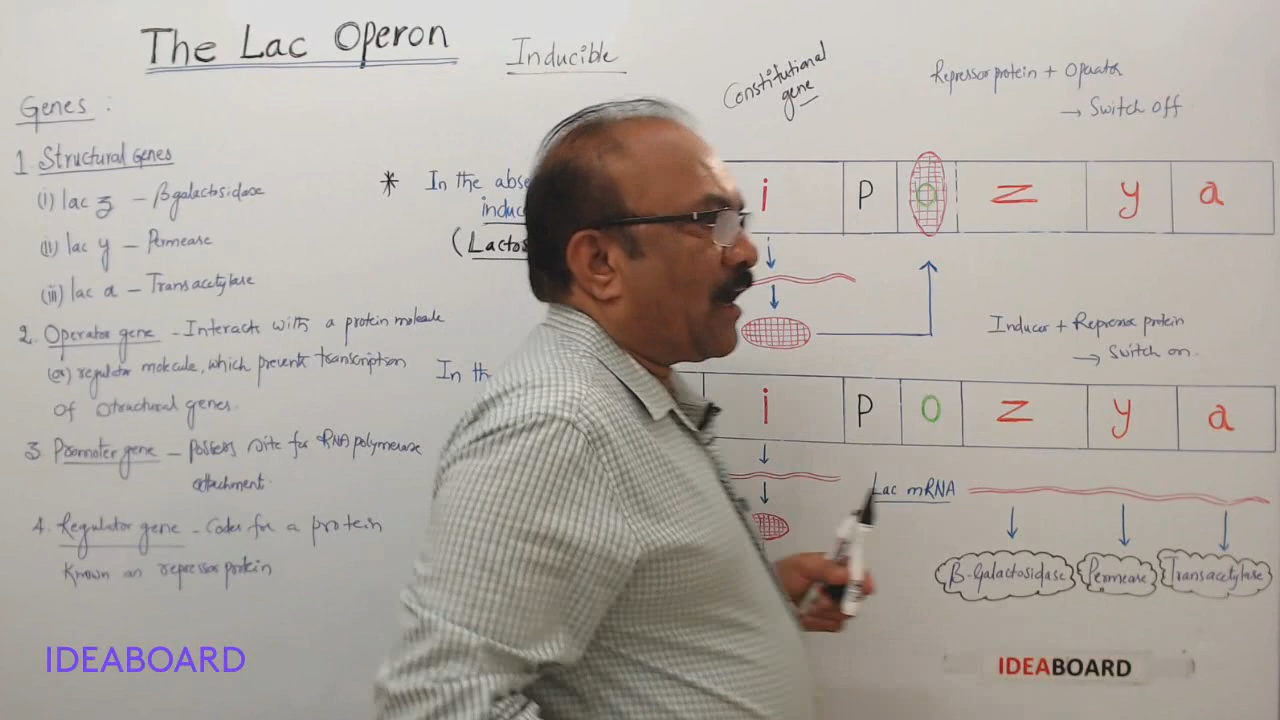 The Lac Operon
Inducible
Genes :
1. Structural Genes
(i) lac z – β galactosidase
(ii) lac y – Permease
(iii) lac a – Transacetylase
2. Operator gene - Interacts with a protein molecule
(or) regulator molecule, which prevents transcription
of structural genes.
3. Promoter gene – Possess site for RNA polymerase
attachment.
4. Regulator gene - Codes for a protein
known as repressor protein
* In the abse
induc
(Lactos
In th
Constitutional
gene
Repressor protein + Operator
→ Switch off
i P O z y a
Inducer + Repressor protein
→ Switch on.
i P O z y a
Lac mRNA
β-Galactosidase Permease Transacetylase
IDEABOARD
IDEABOARD